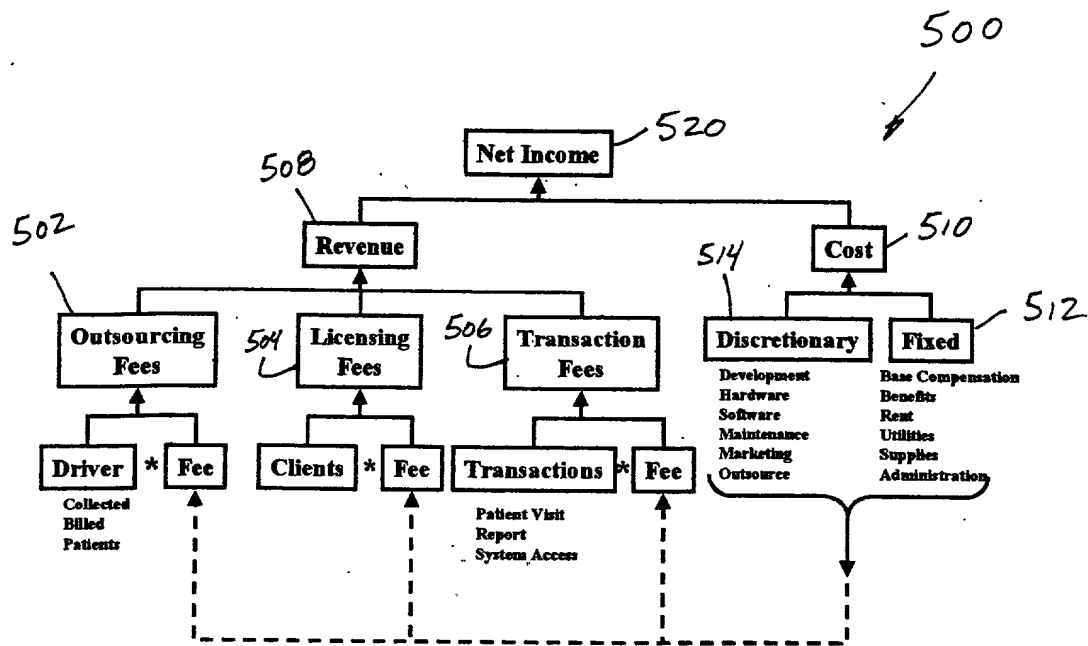 500
520
Net Income
508
502
Revenue
Cost
510
514
Outsourcing
Fees
504
Licensing
Fees
506
Transaction
Fees
Discretionary
Fixed
512
Development
Hardware
Software
Maintenance
Marketing
Outsource
Base Compensation
Benefits
Rent
Utilities
Supplies
Administration
Driver * Fee
Clients * Fee
Transactions * Fee
Collected
Billed
Patients
Patient Visit
Report
System Access